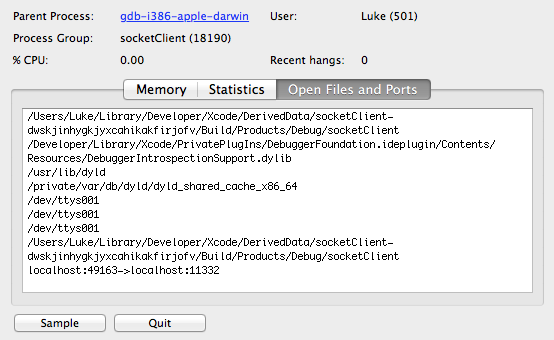 Parent Process: gdb-i386-apple-darwin User: Luke (501)
Process Group: socketClient (18190)
% CPU: 0.00 Recent hangs: 0
Memory Statistics Open Files and Ports
/Users/Luke/Library/Developer/Xcode/DerivedData/socketClient-
dwskjinhygkjyxcahikakfirjofv/Build/Products/Debug/socketClient
/Developer/Library/Xcode/PrivatePlugIns/DebuggerFoundation.ideplugin/Contents/
Resources/DebuggerIntrospectionSupport.dylib
/usr/lib/dyld
/private/var/db/dyld/dyld_shared_cache_x86_64
/dev/ttys001
/dev/ttys001
/dev/ttys001
/Users/Luke/Library/Developer/Xcode/DerivedData/socketClient-
dwskjinhygkjyxcahikakfirjofv/Build/Products/Debug/socketClient
localhost:49163->localhost:11332
Sample Quit